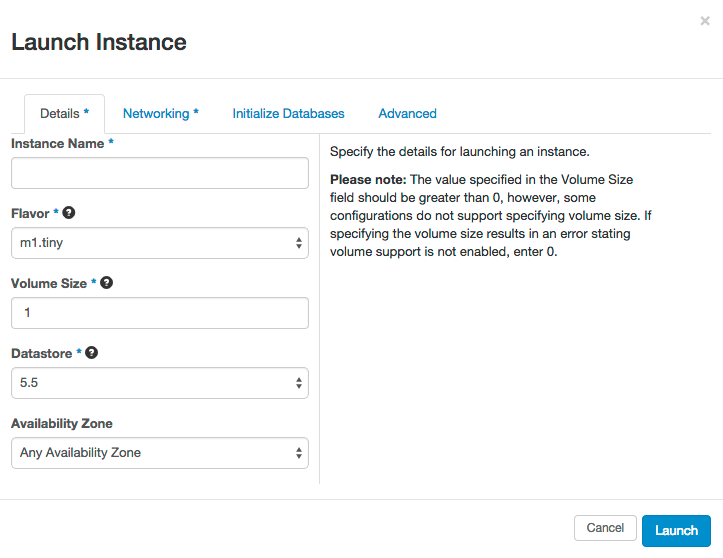 ×
Launch Instance
Details *
Networking *
Initialize Databases
Advanced
Instance Name *
Flavor * ?
m1.tiny
Volume Size * ?
1
Datastore * ?
5.5
Availability Zone
Any Availability Zone
Specify the details for launching an instance.
Please note: The value specified in the Volume Size
field should be greater than 0, however, some
configurations do not support specifying volume size. If
specifying the volume size results in an error stating
volume support is not enabled, enter 0.
Cancel
Launch